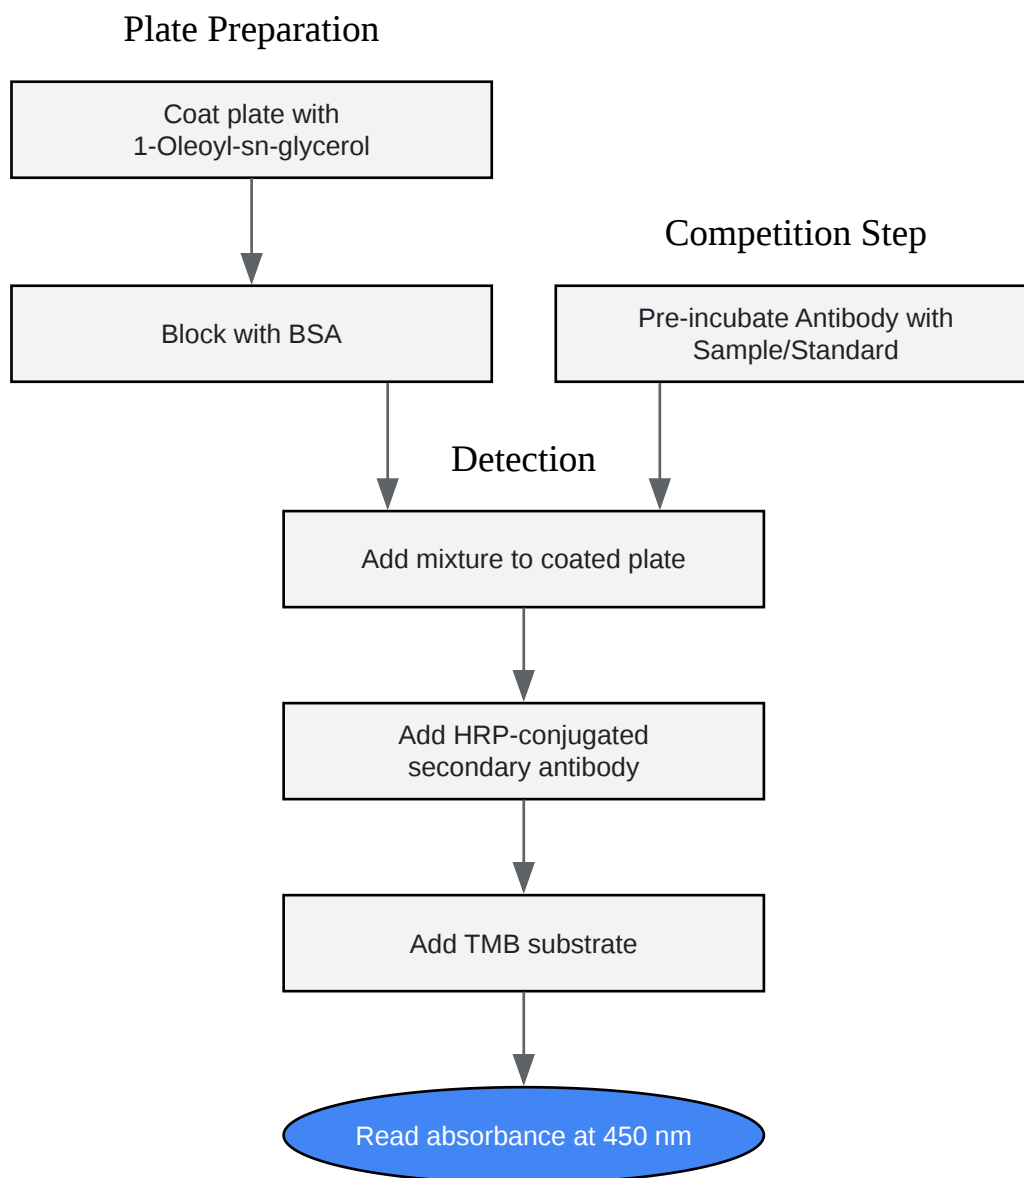 Plate Preparation
Coat plate with
1-Oleoyl-sn-glycerol
Block with BSA
Competition Step
Pre-incubate Antibody with
Sample/Standard
Detection
Add mixture to coated plate
Add HRP-conjugated
secondary antibody
Add TMB substrate
Read absorbance at 450 nm